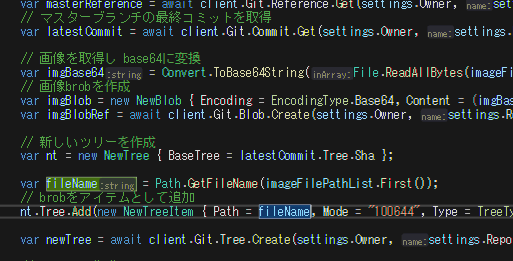 var masterReference = await client.Git.Reference.Get(settings.Owner, name:set
// マスターブランチの最終コミットを取得
var latestCommit = await client.Git.Commit.Get(settings.Owner, name:settings.
// 画像を取得し base64に変換
var imgBase64:string = Convert.ToBase64String(inArray:File.ReadAllBytes(imageFi
// 画像brobを作成
var imgBlob = new NewBlob { Encoding = EncodingType.Base64, Content = (imgBas
var imgBlobRef = await client.Git.Blob.Create(settings.Owner, name:settings.R
// 新しいツリーを作成
var nt = new NewTree { BaseTree = latestCommit.Tree.Sha };
var fileName:string = Path.GetFileName(imageFilePathList.First());
// brobをアイテムとして追加
nt.Tree.Add(new NewTreeItem { Path = fileName, Mode = "100644", Type = TreeTy
var newTree = await client.Git.Tree.Create(settings.Owner, name:settings.Repo